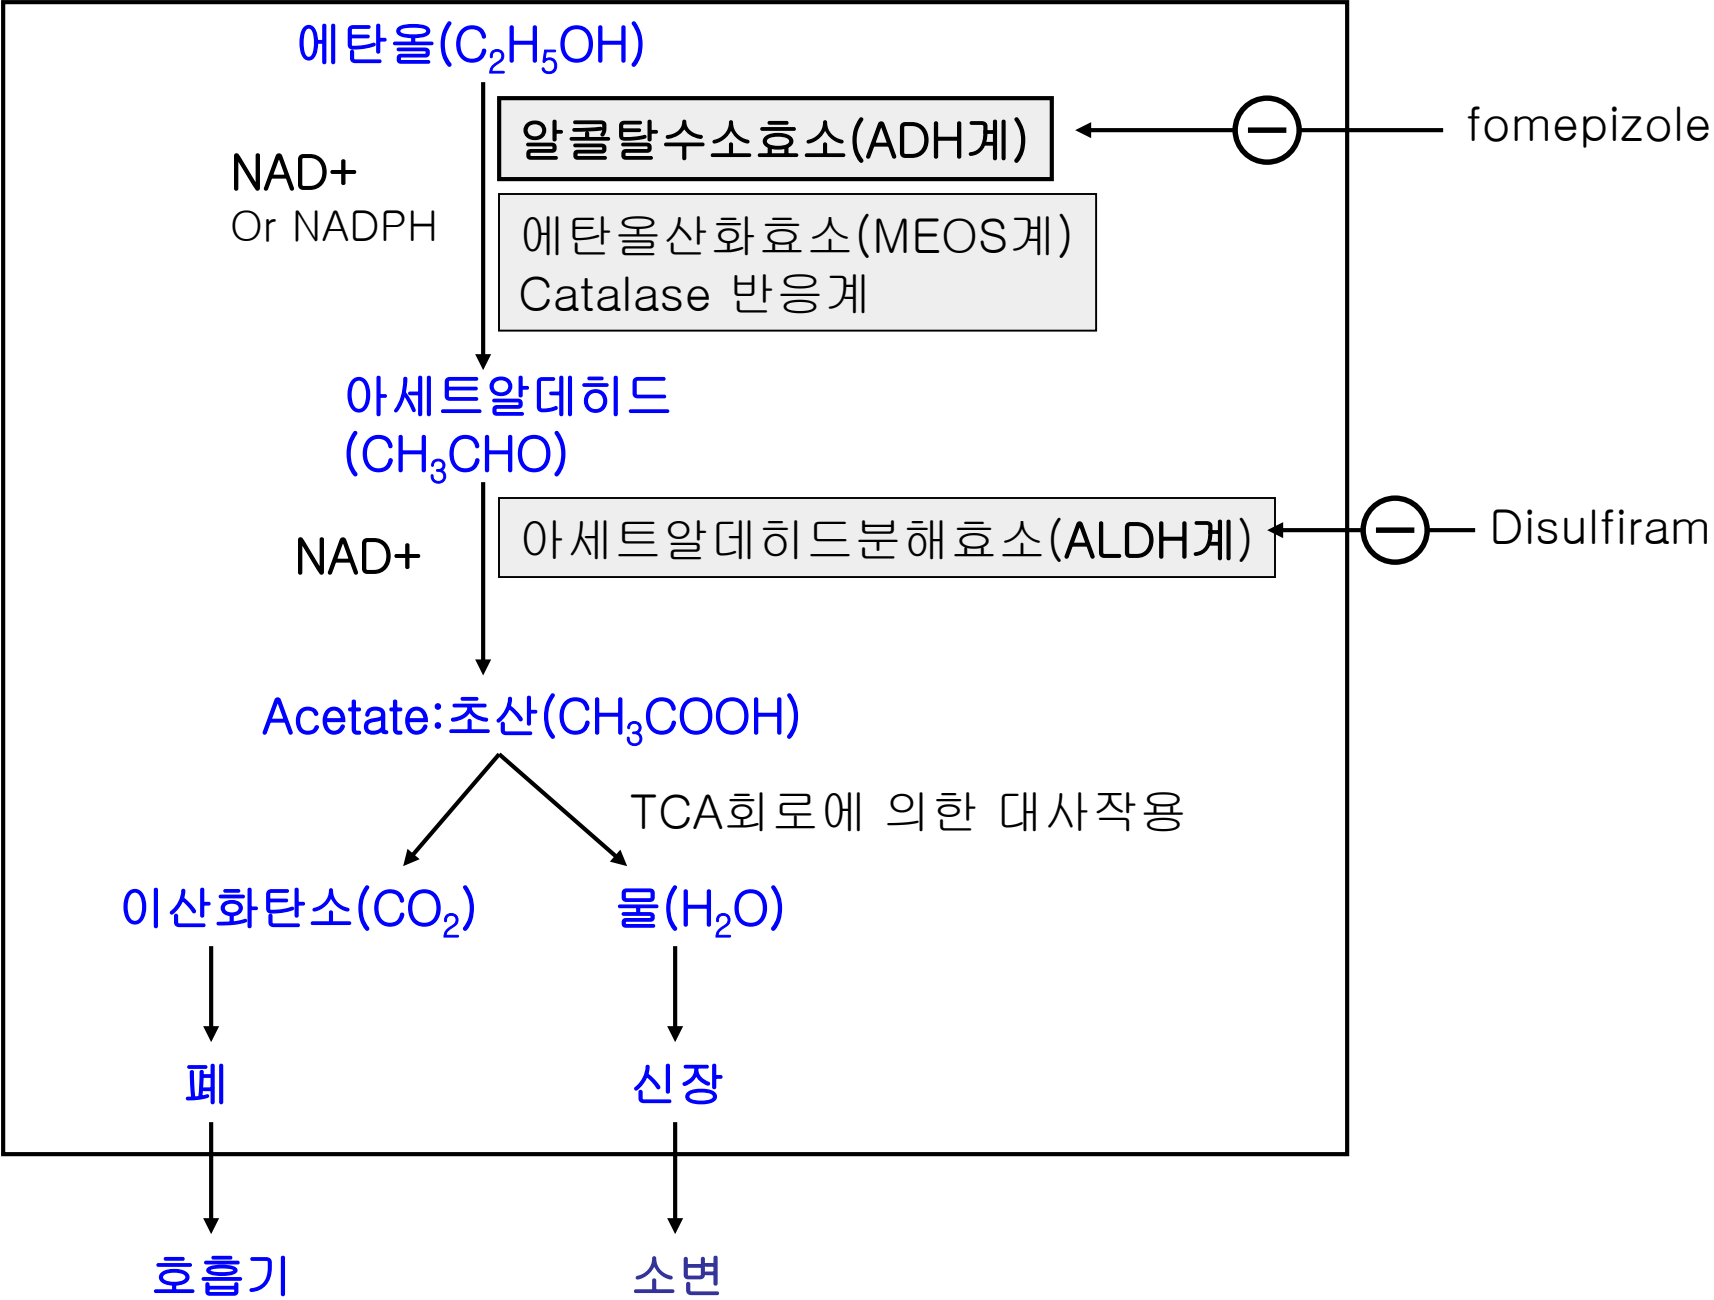 에탄올(C₂H₅OH)
알콜탈수소효소(ADH계)
fomepizole
NAD+
Or NADPH
에탄올산화효소(MEOS계)
Catalase 반응계
아세트알데히드
(CH₃CHO)
아세트알데히드분해효소(ALDH계)
Disulfiram
NAD+
Acetate:초산(CH₃COOH)
TCA회로에 의한 대사작용
이산화탄소(CO₂)
물(H₂O)
폐
신장
호흡기
소변